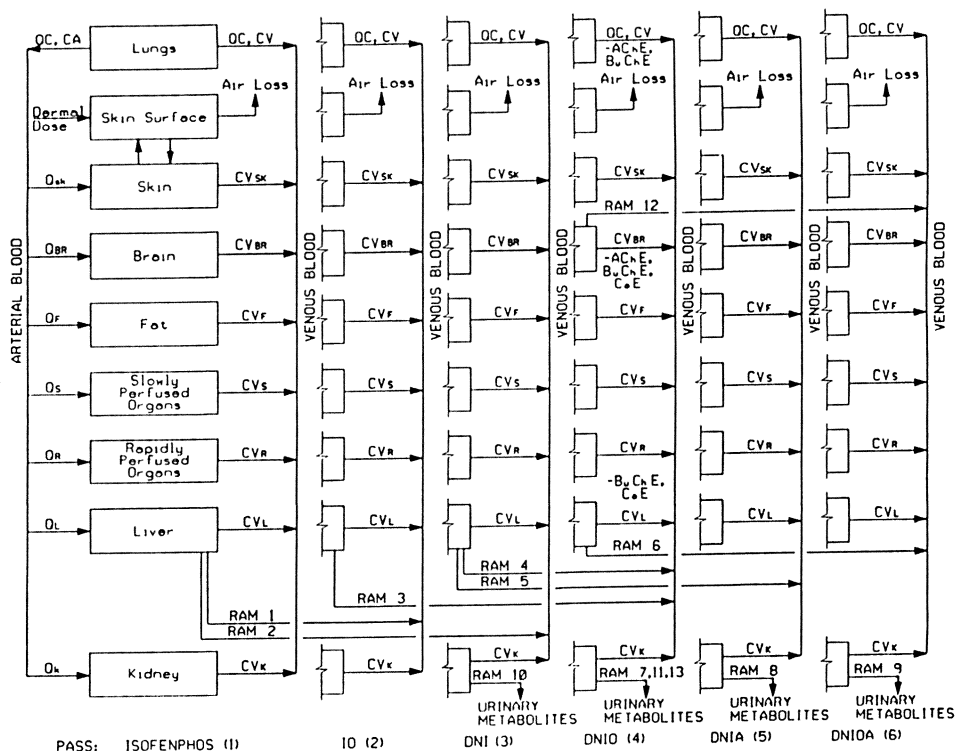 QC, CA Lungs QC, CV QC, CV QC, CV QC, CV QC, CV QC, CV
-AChE,
BuChE
Air Loss Air Loss Air Loss Air Loss Air Loss Air Loss
Dermal
Dose
Skin Surface
Qsk Skin CVSK CVSK CVSK CVSK CVSK CVSK
RAM 12
QBR Brain CVBR CVBR CVBR CVBR CVBR CVBR
-AChE,
BuChE,
CaE
ARTERIAL BLOOD
VENOUS BLOOD
VENOUS BLOOD
VENOUS BLOOD
VENOUS BLOOD
VENOUS BLOOD
VENOUS BLOOD
QF Fat CVF CVF CVF CVF CVF CVF
QS Slowly
Perfused
Organs
CVS CVS CVS CVS CVS CVS
QR Rapidly
Perfused
Organs
CVR CVR CVR CVR CVR CVR
-BuChE,
CaE
QL Liver CVL CVL CVL CVL CVL CVL
RAM 6
RAM 4
RAM 5
RAM 3
RAM 1
RAM 2
Qk Kidney CVK CVK CVK CVK CVK CVK
RAM 10 RAM 7,11,13 RAM 8 RAM 9
URINARY
METABOLITES
URINARY
METABOLITES
URINARY
METABOLITES
URINARY
METABOLITES
PASS: ISOFENPHOS (1) IO (2) DNI (3) DNIO (4) DNIA (5) DNIOA (6)